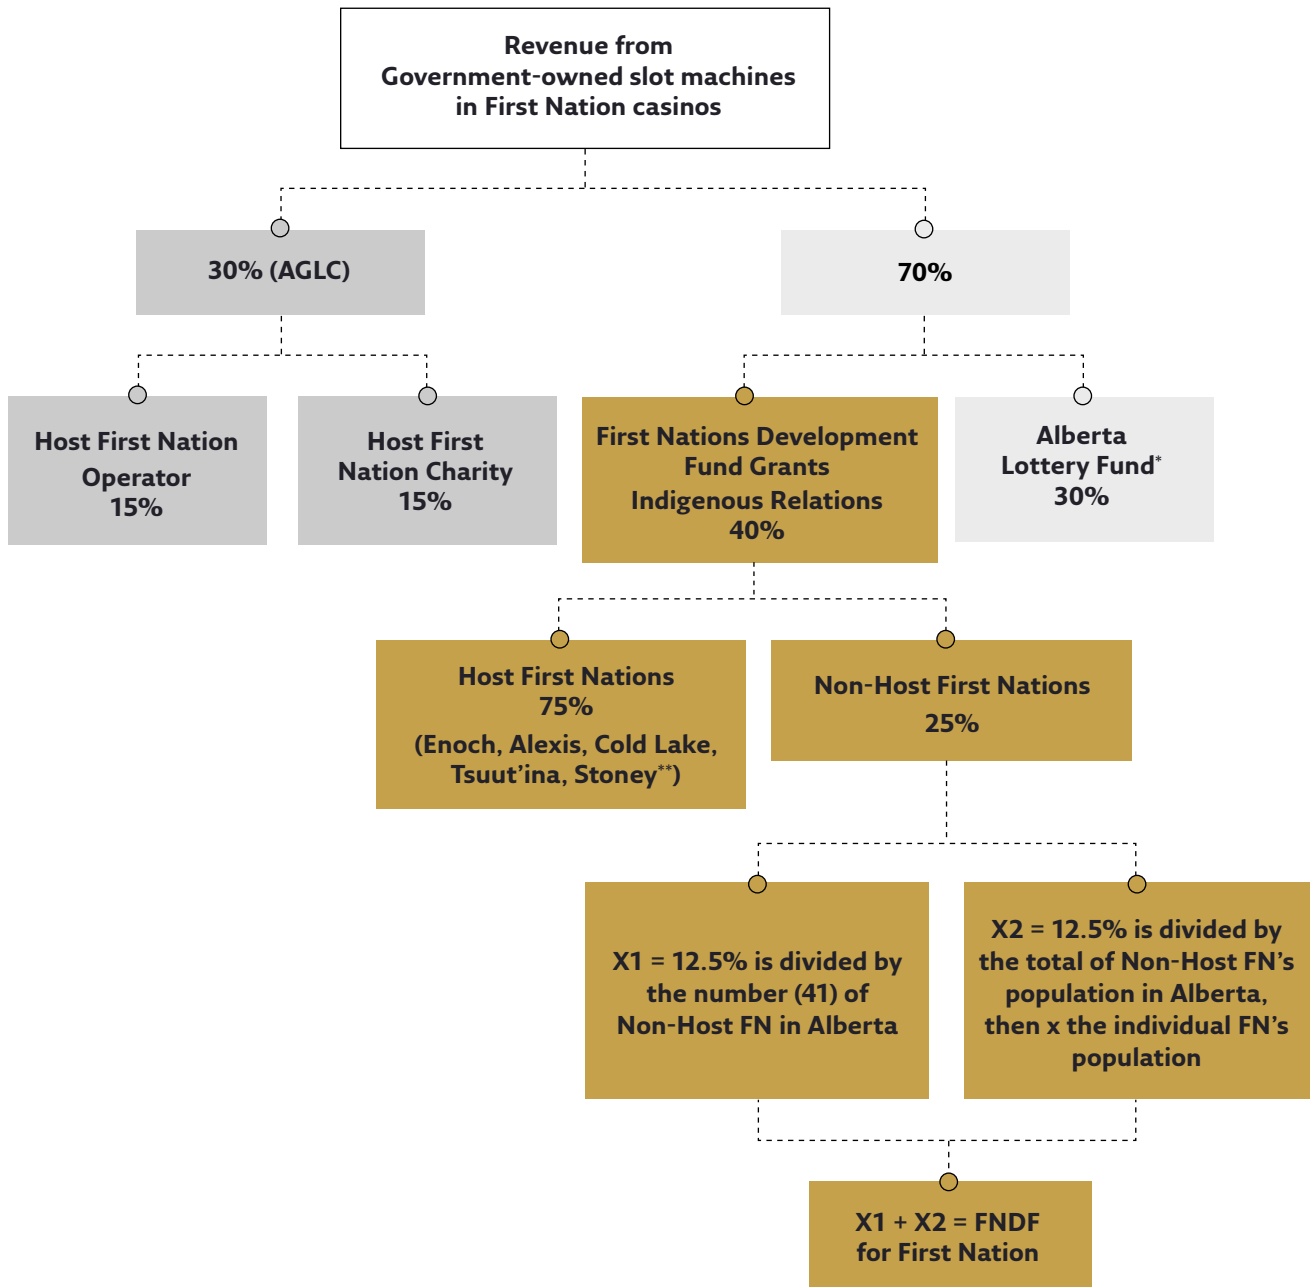 Revenue from
Government-owned slot machines
in First Nation casinos
30% (AGLC)
70%
Host First Nation
Operator
15%
Host First
Nation Charity
15%
First Nations Development
Fund Grants
Indigenous Relations
40%
Alberta
Lottery Fund*
30%
Host First Nations
75%
(Enoch, Alexis, Cold Lake,
Tsuut’ina, Stoney**)
Non-Host First Nations
25%
X1 = 12.5% is divided by
the number (41) of
Non-Host FN in Alberta
X2 = 12.5% is divided by
the total of Non-Host FN’s
population in Alberta,
then x the individual FN’s
population
X1 + X2 = FNDF
for First Nation